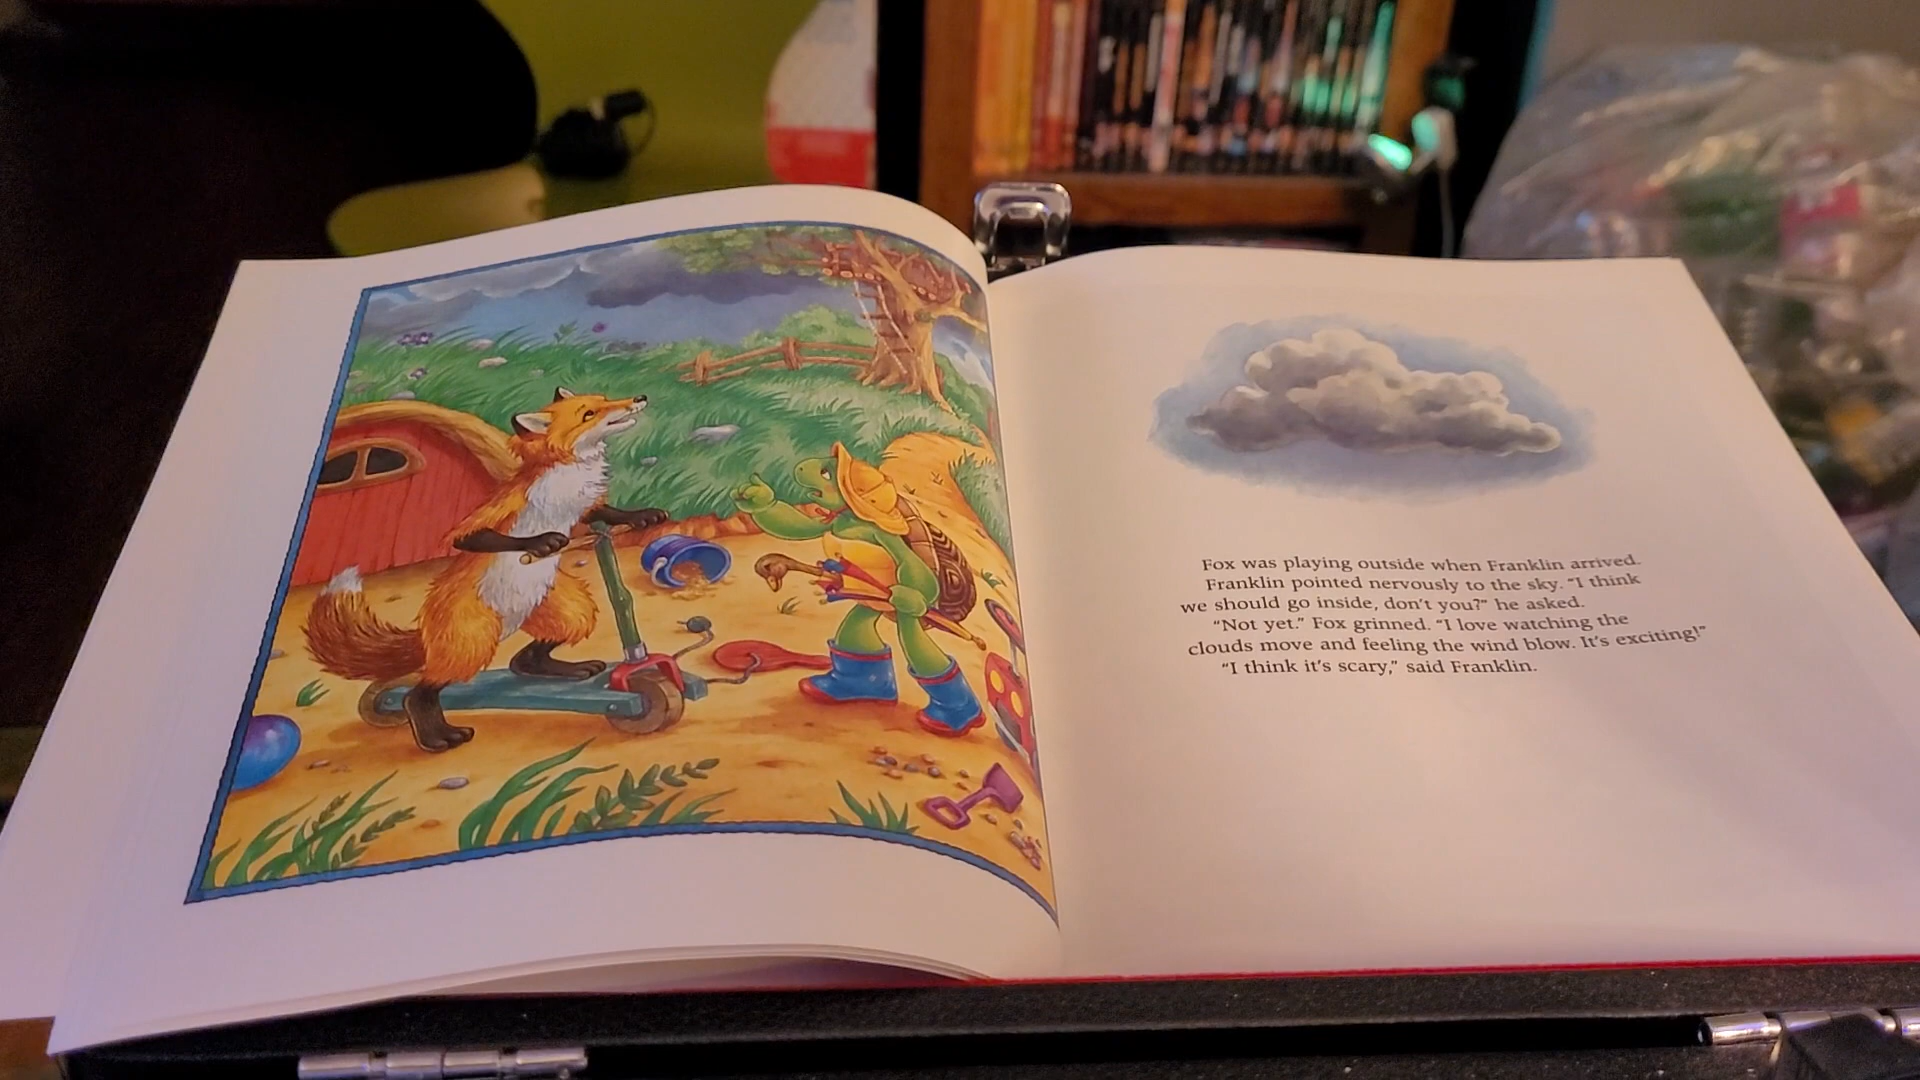 Fox was playing outside when Franklin arrived.
Franklin pointed nervously to the sky. "I think
we should go inside, don't you?" he asked.
"Not yet." Fox grinned. "I love watching the
clouds move and feeling the wind blow. It's exciting!"
"I think it's scary," said Franklin.